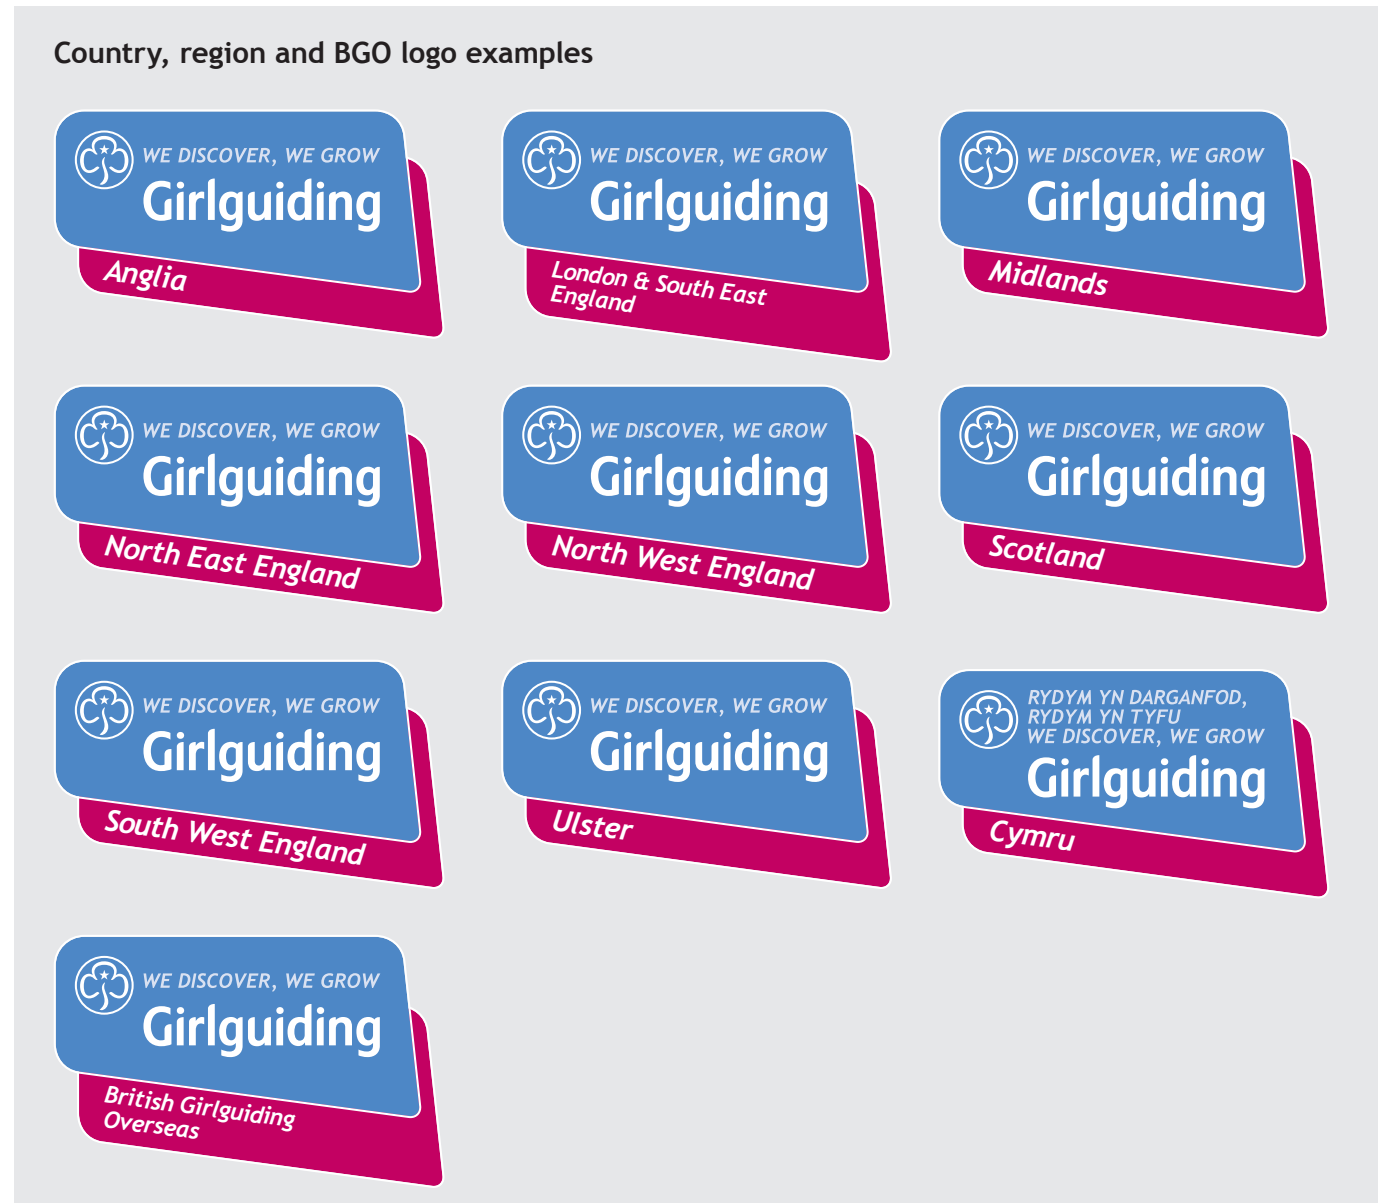 Country, region and BGO logo examples
WE DISCOVER, WE GROW
Girlguiding
Anglia
WE DISCOVER, WE GROW
Girlguiding
London & South East
England
WE DISCOVER, WE GROW
Girlguiding
Midlands
WE DISCOVER, WE GROW
Girlguiding
North East England
WE DISCOVER, WE GROW
Girlguiding
North West England
WE DISCOVER, WE GROW
Girlguiding
Scotland
WE DISCOVER, WE GROW
Girlguiding
South West England
WE DISCOVER, WE GROW
Girlguiding
Ulster
RYDYM YN DARGANFOD,
RYDYM YN TYFU
WE DISCOVER, WE GROW
Girlguiding
Cymru
WE DISCOVER, WE GROW
Girlguiding
British Girlguiding
Overseas